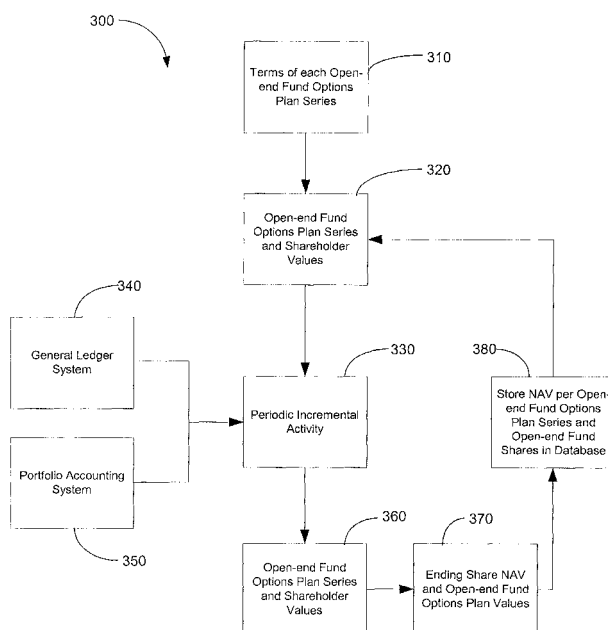 300
310
Terms of each Open-
end Fund Options
Plan Series
320
Open-end Fund
Options Plan Series
and Shareholder
Values
340
General Ledger
System
330
Periodic Incremental
Activity
380
Store NAV per Open-
end Fund Options
Plan Series and
Open-end Fund
Shares in Database
Portfolio Accounting
System
350
360
Open-end Fund
Options Plan Series
and Shareholder
Values
370
Ending Share NAV
and Open-end Fund
Options Plan Values